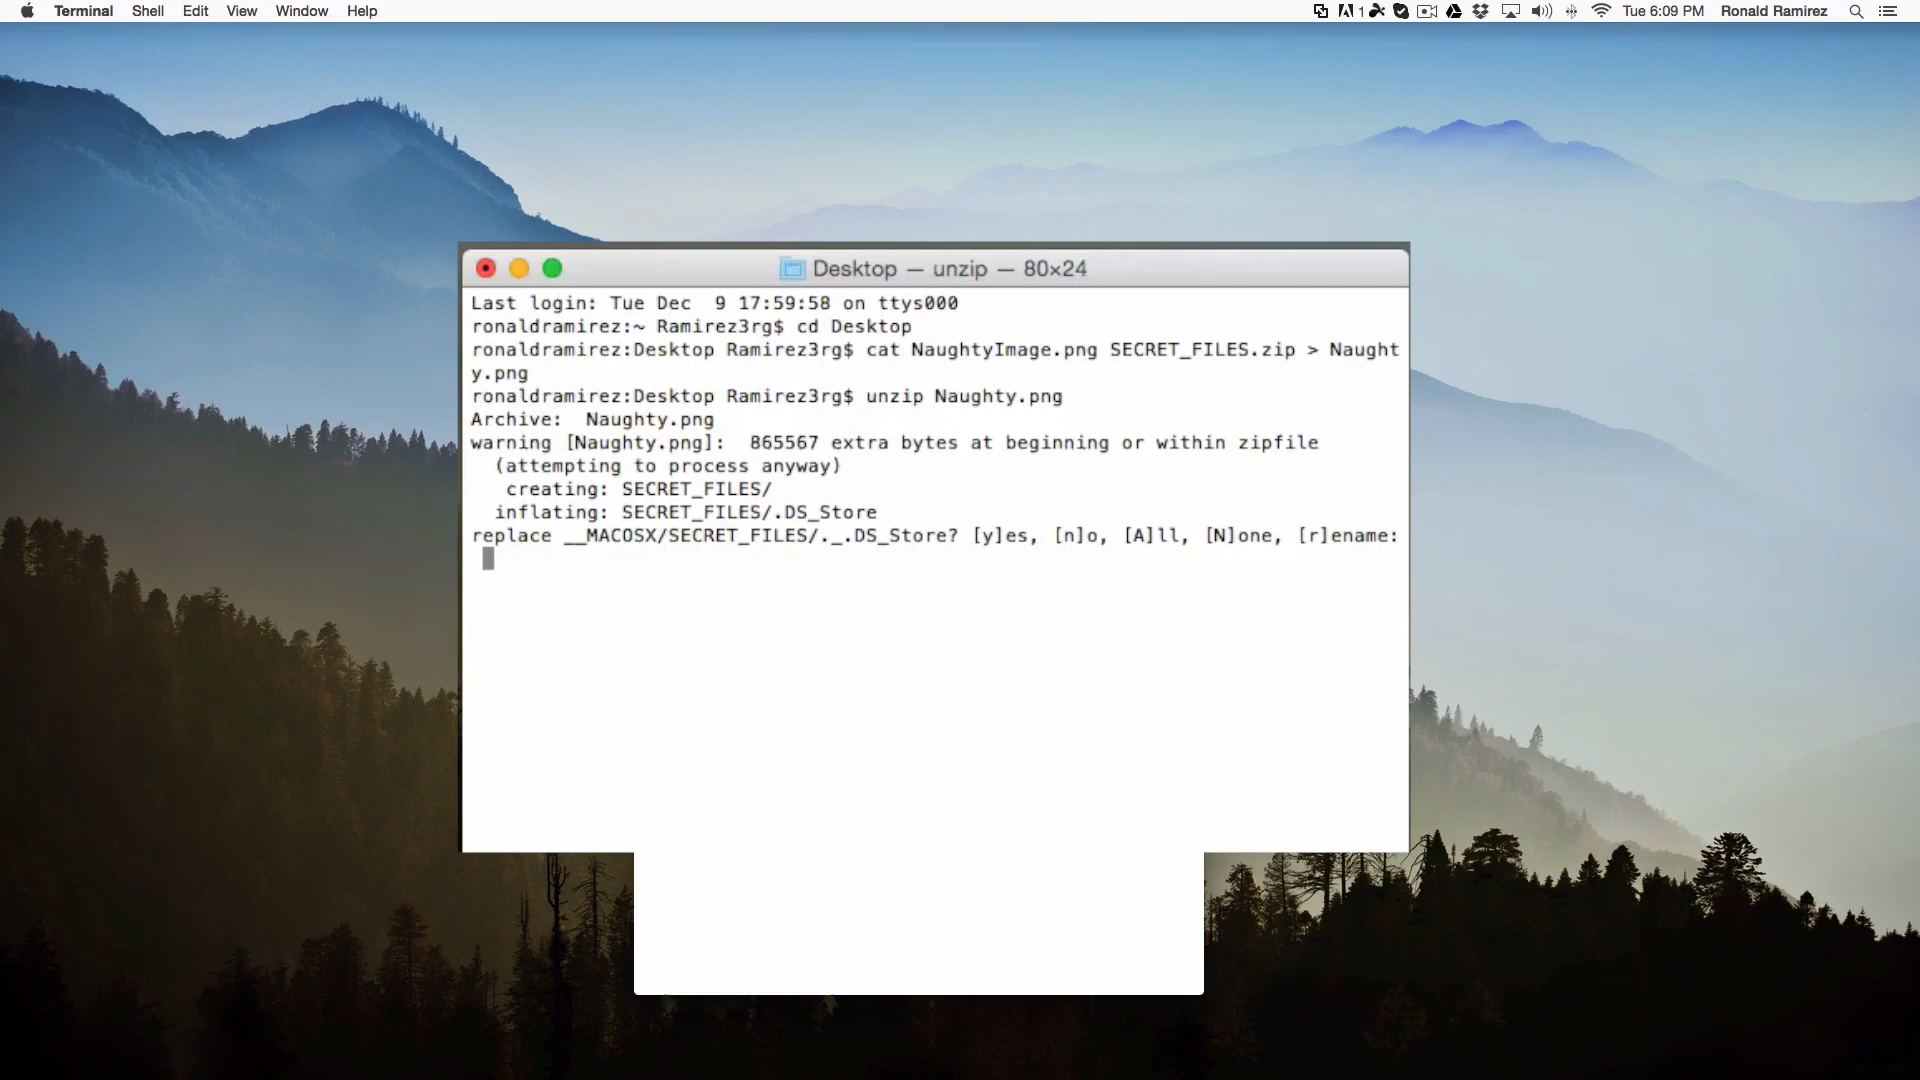 Terminal Shell Edit View Window Help 1 Tue 6:09 PM Ronald Ramirez
Desktop — unzip — 80×24
Last login: Tue Dec  9 17:59:58 on ttys000
ronaldramirez:~ Ramirez3rg$ cd Desktop
ronaldramirez:Desktop Ramirez3rg$ cat NaughtyImage.png SECRET_FILES.zip > Naught
y.png
ronaldramirez:Desktop Ramirez3rg$ unzip Naughty.png
Archive:  Naughty.png
warning [Naughty.png]:  865567 extra bytes at beginning or within zipfile
  (attempting to process anyway)
   creating: SECRET_FILES/
  inflating: SECRET_FILES/.DS_Store
replace __MACOSX/SECRET_FILES/._.DS_Store? [y]es, [n]o, [A]ll, [N]one, [r]ename: